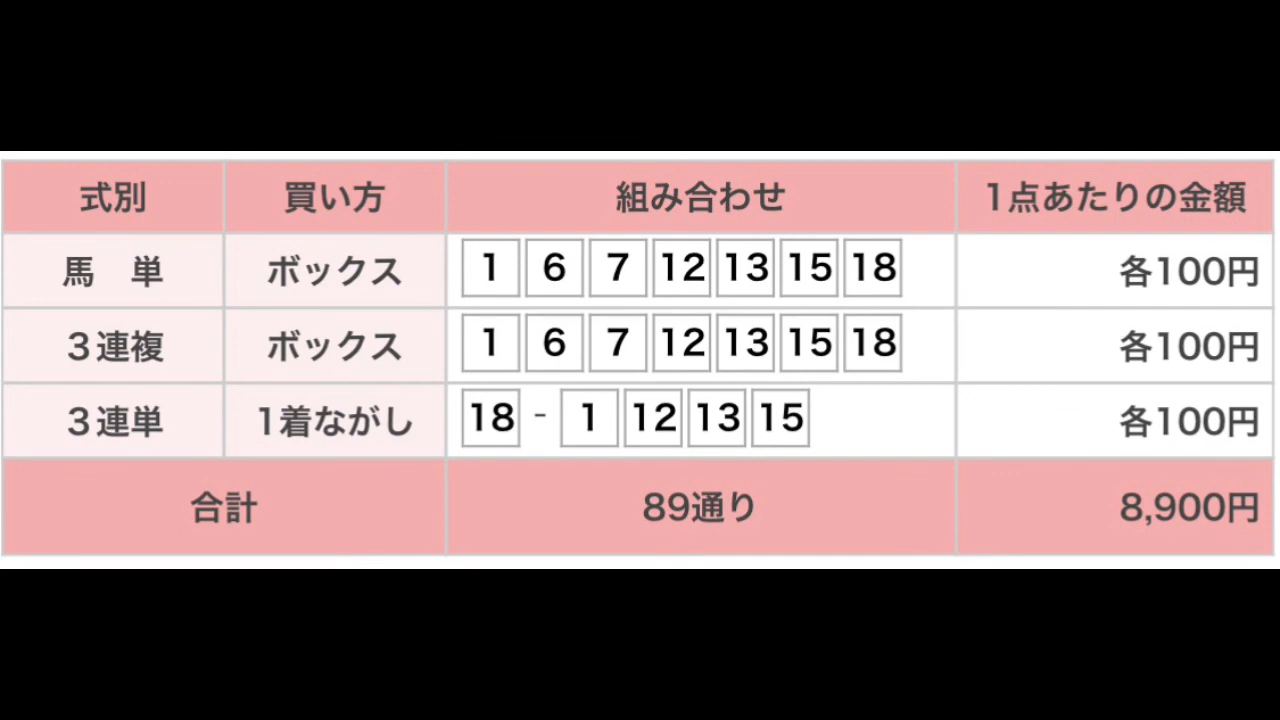 式別 買い方 組み合わせ 1点あたりの金額
馬　単 ボックス 1 6 7 12 13 15 18 各100円
３連複 ボックス 1 6 7 12 13 15 18 各100円
３連単 1着ながし 18 - 1 12 13 15 各100円
合計 89通り 8,900円